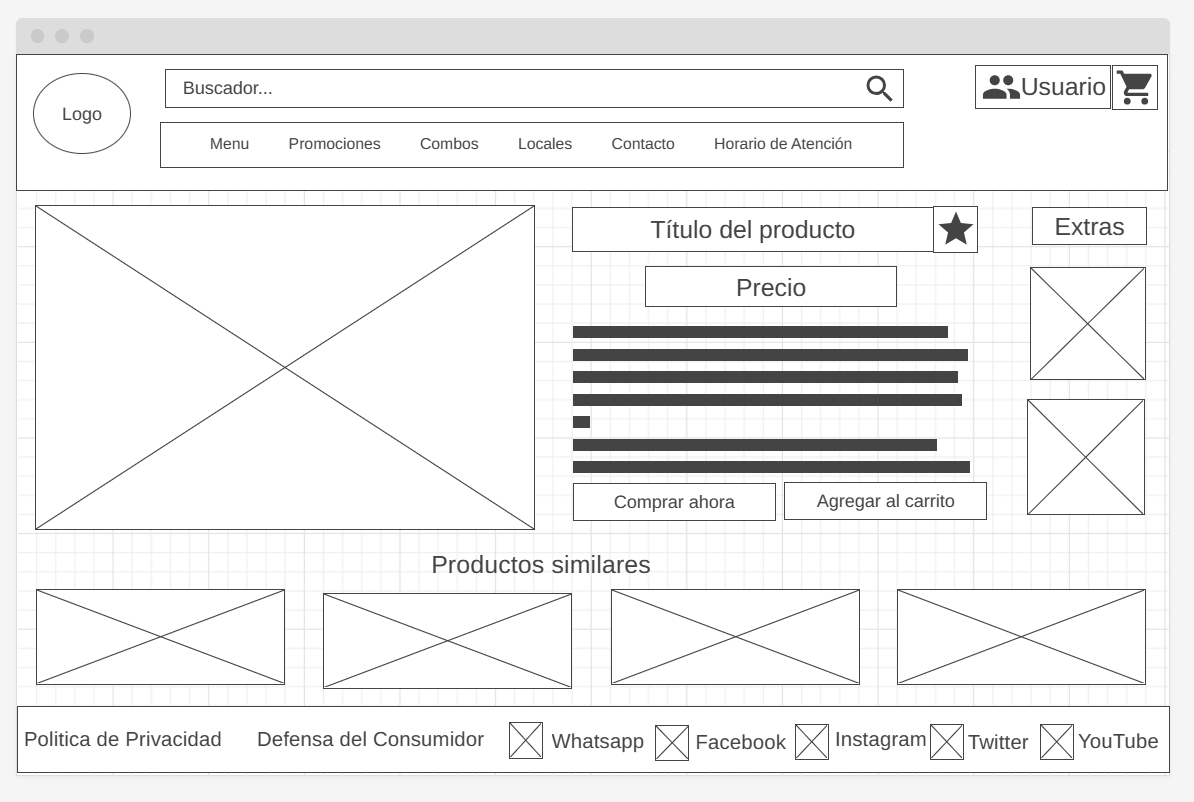 Logo
Buscador...
Usuario
Menu Promociones Combos Locales Contacto Horario de Atención
Título del producto
Extras
Precio
Comprar ahora
Agregar al carrito
Productos similares
Politica de Privacidad Defensa del Consumidor Whatsapp Facebook Instagram Twitter YouTube